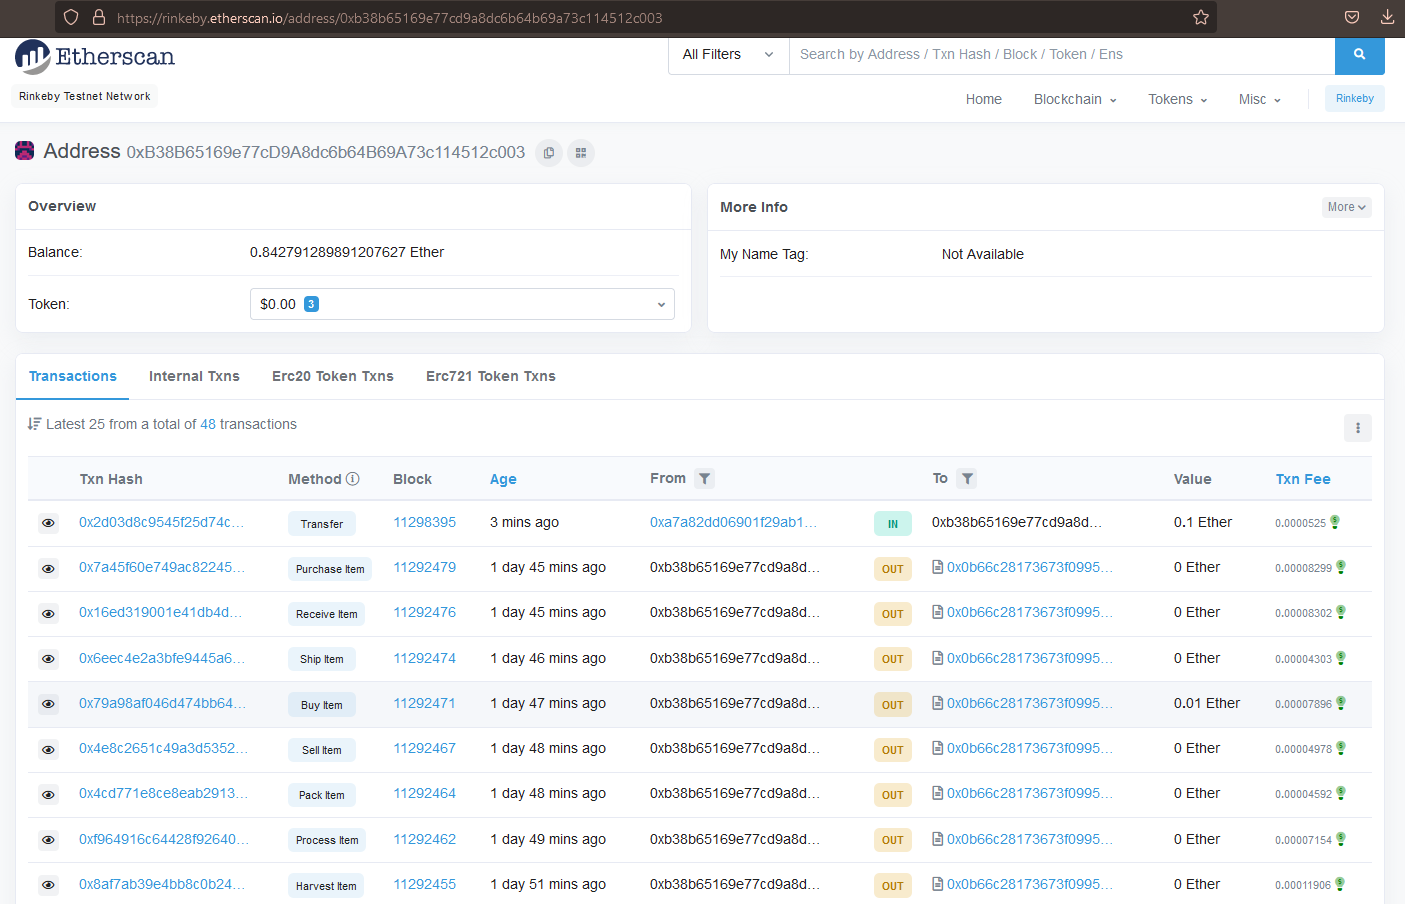 https://rinkeby.etherscan.io/address/0xb38b65169e77cd9a8dc6b64b69a73c114512c003
Etherscan
All Filters
Search by Address / Txn Hash / Block / Token / Ens
Rinkeby Testnet Network
Home Blockchain Tokens Misc Rinkeby
Address 0xB38B65169e77cD9A8dc6b64B69A73c114512c003
Overview
Balance: 0.842791289891207627 Ether
Token: $0.00 3
More Info More
My Name Tag: Not Available
Transactions Internal Txns Erc20 Token Txns Erc721 Token Txns
Latest 25 from a total of 48 transactions
Txn Hash Method Block Age From To Value Txn Fee
0x2d03d8c9545f25d74c... Transfer 11298395 3 mins ago 0xa7a82dd06901f29ab1... IN 0xb38b65169e77cd9a8d... 0.1 Ether 0.0000525
0x7a45f60e749ac82245... Purchase Item 11292479 1 day 45 mins ago 0xb38b65169e77cd9a8d... OUT 0x0b66c28173673f0995... 0 Ether 0.00008299
0x16ed319001e41db4d... Receive Item 11292476 1 day 45 mins ago 0xb38b65169e77cd9a8d... OUT 0x0b66c28173673f0995... 0 Ether 0.00008302
0x6eec4e2a3bfe9445a6... Ship Item 11292474 1 day 46 mins ago 0xb38b65169e77cd9a8d... OUT 0x0b66c28173673f0995... 0 Ether 0.00004303
0x79a98af046d474bb64... Buy Item 11292471 1 day 47 mins ago 0xb38b65169e77cd9a8d... OUT 0x0b66c28173673f0995... 0.01 Ether 0.00007896
0x4e8c2651c49a3d5352... Sell Item 11292467 1 day 48 mins ago 0xb38b65169e77cd9a8d... OUT 0x0b66c28173673f0995... 0 Ether 0.00004978
0x4cd771e8ce8eab2913... Pack Item 11292464 1 day 48 mins ago 0xb38b65169e77cd9a8d... OUT 0x0b66c28173673f0995... 0 Ether 0.00004592
0xf964916c64428f92640... Process Item 11292462 1 day 49 mins ago 0xb38b65169e77cd9a8d... OUT 0x0b66c28173673f0995... 0 Ether 0.00007154
0x8af7ab39e4bb8c0b24... Harvest Item 11292455 1 day 51 mins ago 0xb38b65169e77cd9a8d... OUT 0x0b66c28173673f0995... 0 Ether 0.00011906